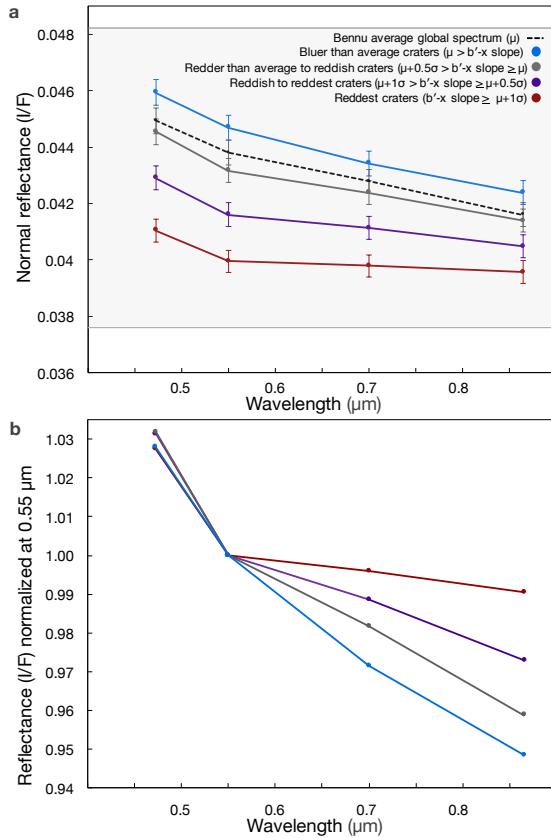 a
0.048
0.046
0.044
0.042
0.04
0.038
0.036
Normal reflectance (I/F)
Bennu average global spectrum (μ)
Bluer than average craters (μ > b′-x slope)
Redder than average to reddish craters (μ+0.5σ > b′-x slope ≥ μ)
Reddish to reddest craters (μ+1σ > b′-x slope ≥ μ+0.5σ)
Reddest craters (b′-x slope ≥ μ+1σ)
0.5 0.6 0.7 0.8
Wavelength (μm)
b
1.03
1.02
1.01
1.00
0.99
0.98
0.97
0.96
0.95
0.94
Reflectance (I/F) normalized at 0.55 μm
0.5 0.6 0.7 0.8
Wavelength (μm)